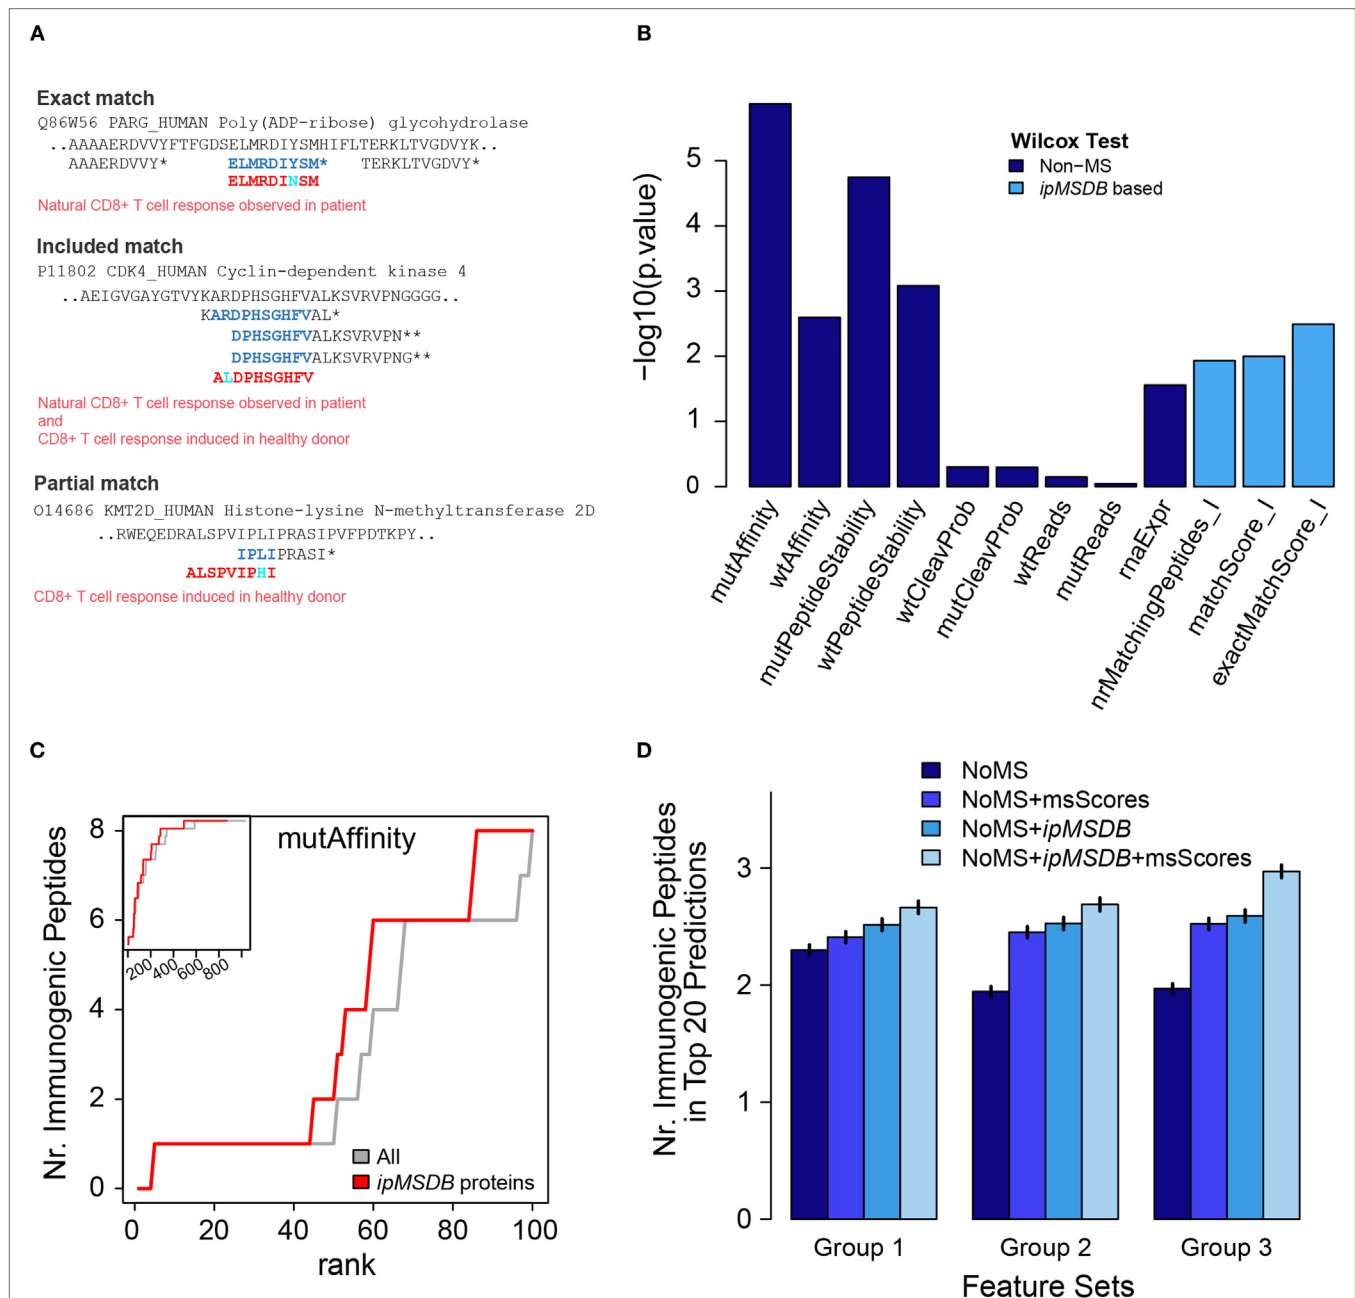 A
Exact match
Q86W56 PARG_HUMAN Poly(ADP-ribose) glycohydrolase
..AAAAERDVVYFTFGDSELMRDIYSMHIFLTERKLTVGDVYK..
AAAERDVVY* ELMRDIYSM* TERKLTVGDVY*
ELMRDINSM
Natural CD8+ T cell response observed in patient
Included match
P11802 CDK4_HUMAN Cyclin-dependent kinase 4
..AEIGVGAYGTVYKARDPHSGHFVALKSVRVPNGGGG..
KARDPHSGHFVAL*
DPHSGHFVALKSVRVPN**
DPHSGHFVALKSVRVPNG**
ALDPHSGHFV
Natural CD8+ T cell response observed in patient
and
CD8+ T cell response induced in healthy donor
Partial match
O14686 KMT2D_HUMAN Histone-lysine N-methyltransferase 2D
..RWEQEDRALSPVIPLIPRASIPVFPDTKPY..
IPLIPRASI*
ALSPVIPHI
CD8+ T cell response induced in healthy donor
B
−log10(p.value)
5
4
3
2
1
0
Wilcox Test
Non−MS
ipMSDB based
mutAffinity
wtAffinity
mutPeptideStability
wtPeptideStability
wtCleavProb
mutCleavProb
wtReads
mutReads
rnaExpr
nrMatchingPeptides_I
matchScore_I
exactMatchScore_I
C
Nr. Immunogenic Peptides
8
6
4
2
0
mutAffinity
200 400 600 800
All
ipMSDB proteins
0 20 40 60 80 100
rank
D
Nr. Immunogenic Peptides
in Top 20 Predictions
3
2
1
0
NoMS
NoMS+msScores
NoMS+ipMSDB
NoMS+ipMSDB+msScores
Group 1 Group 2 Group 3
Feature Sets